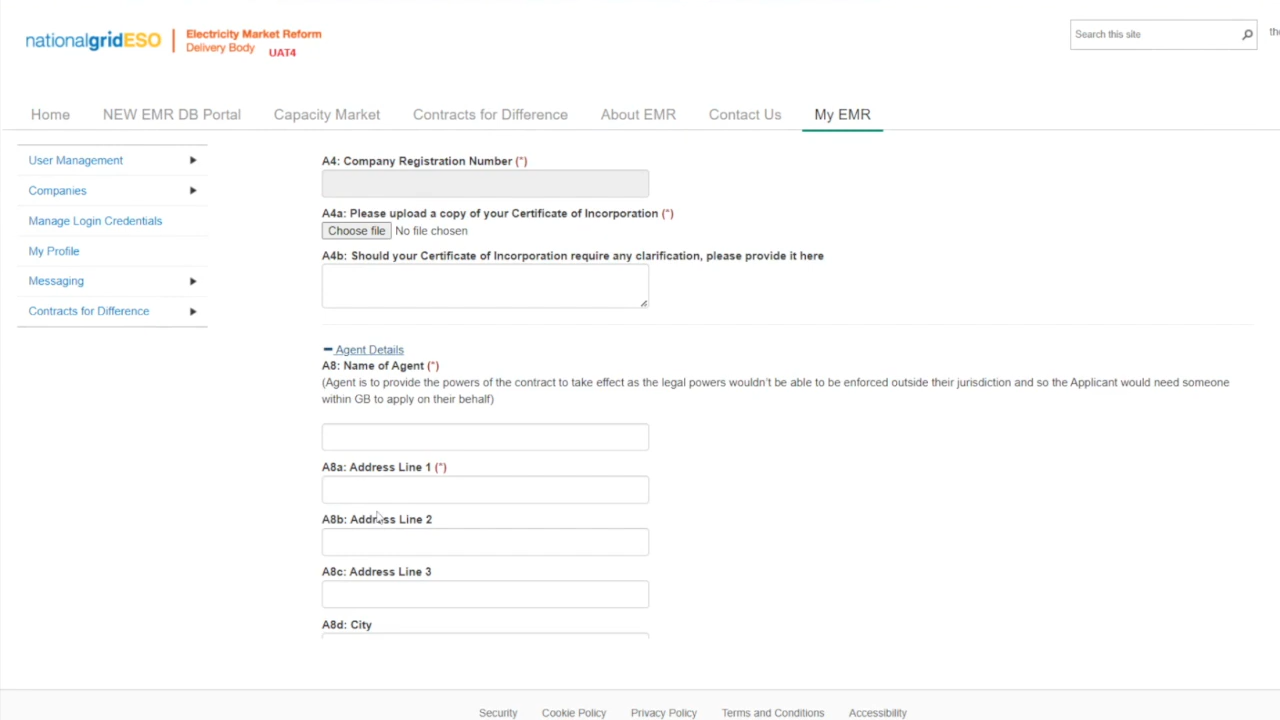 nationalgridESO
Electricity Market Reform
Delivery Body
UAT4
Search this site
Home
NEW EMR DB Portal
Capacity Market
Contracts for Difference
About EMR
Contact Us
My EMR
User Management
Companies
Manage Login Credentials
My Profile
Messaging
Contracts for Difference
A4: Company Registration Number (*)
A4a: Please upload a copy of your Certificate of Incorporation (*)
Choose file No file chosen
A4b: Should your Certificate of Incorporation require any clarification, please provide it here
Agent Details
A8: Name of Agent (*)
(Agent is to provide the powers of the contract to take effect as the legal powers wouldn't be able to be enforced outside their jurisdiction and so the Applicant would need someone
within GB to apply on their behalf)
A8a: Address Line 1 (*)
A8b: Address Line 2
A8c: Address Line 3
A8d: City
Security
Cookie Policy
Privacy Policy
Terms and Conditions
Accessibility